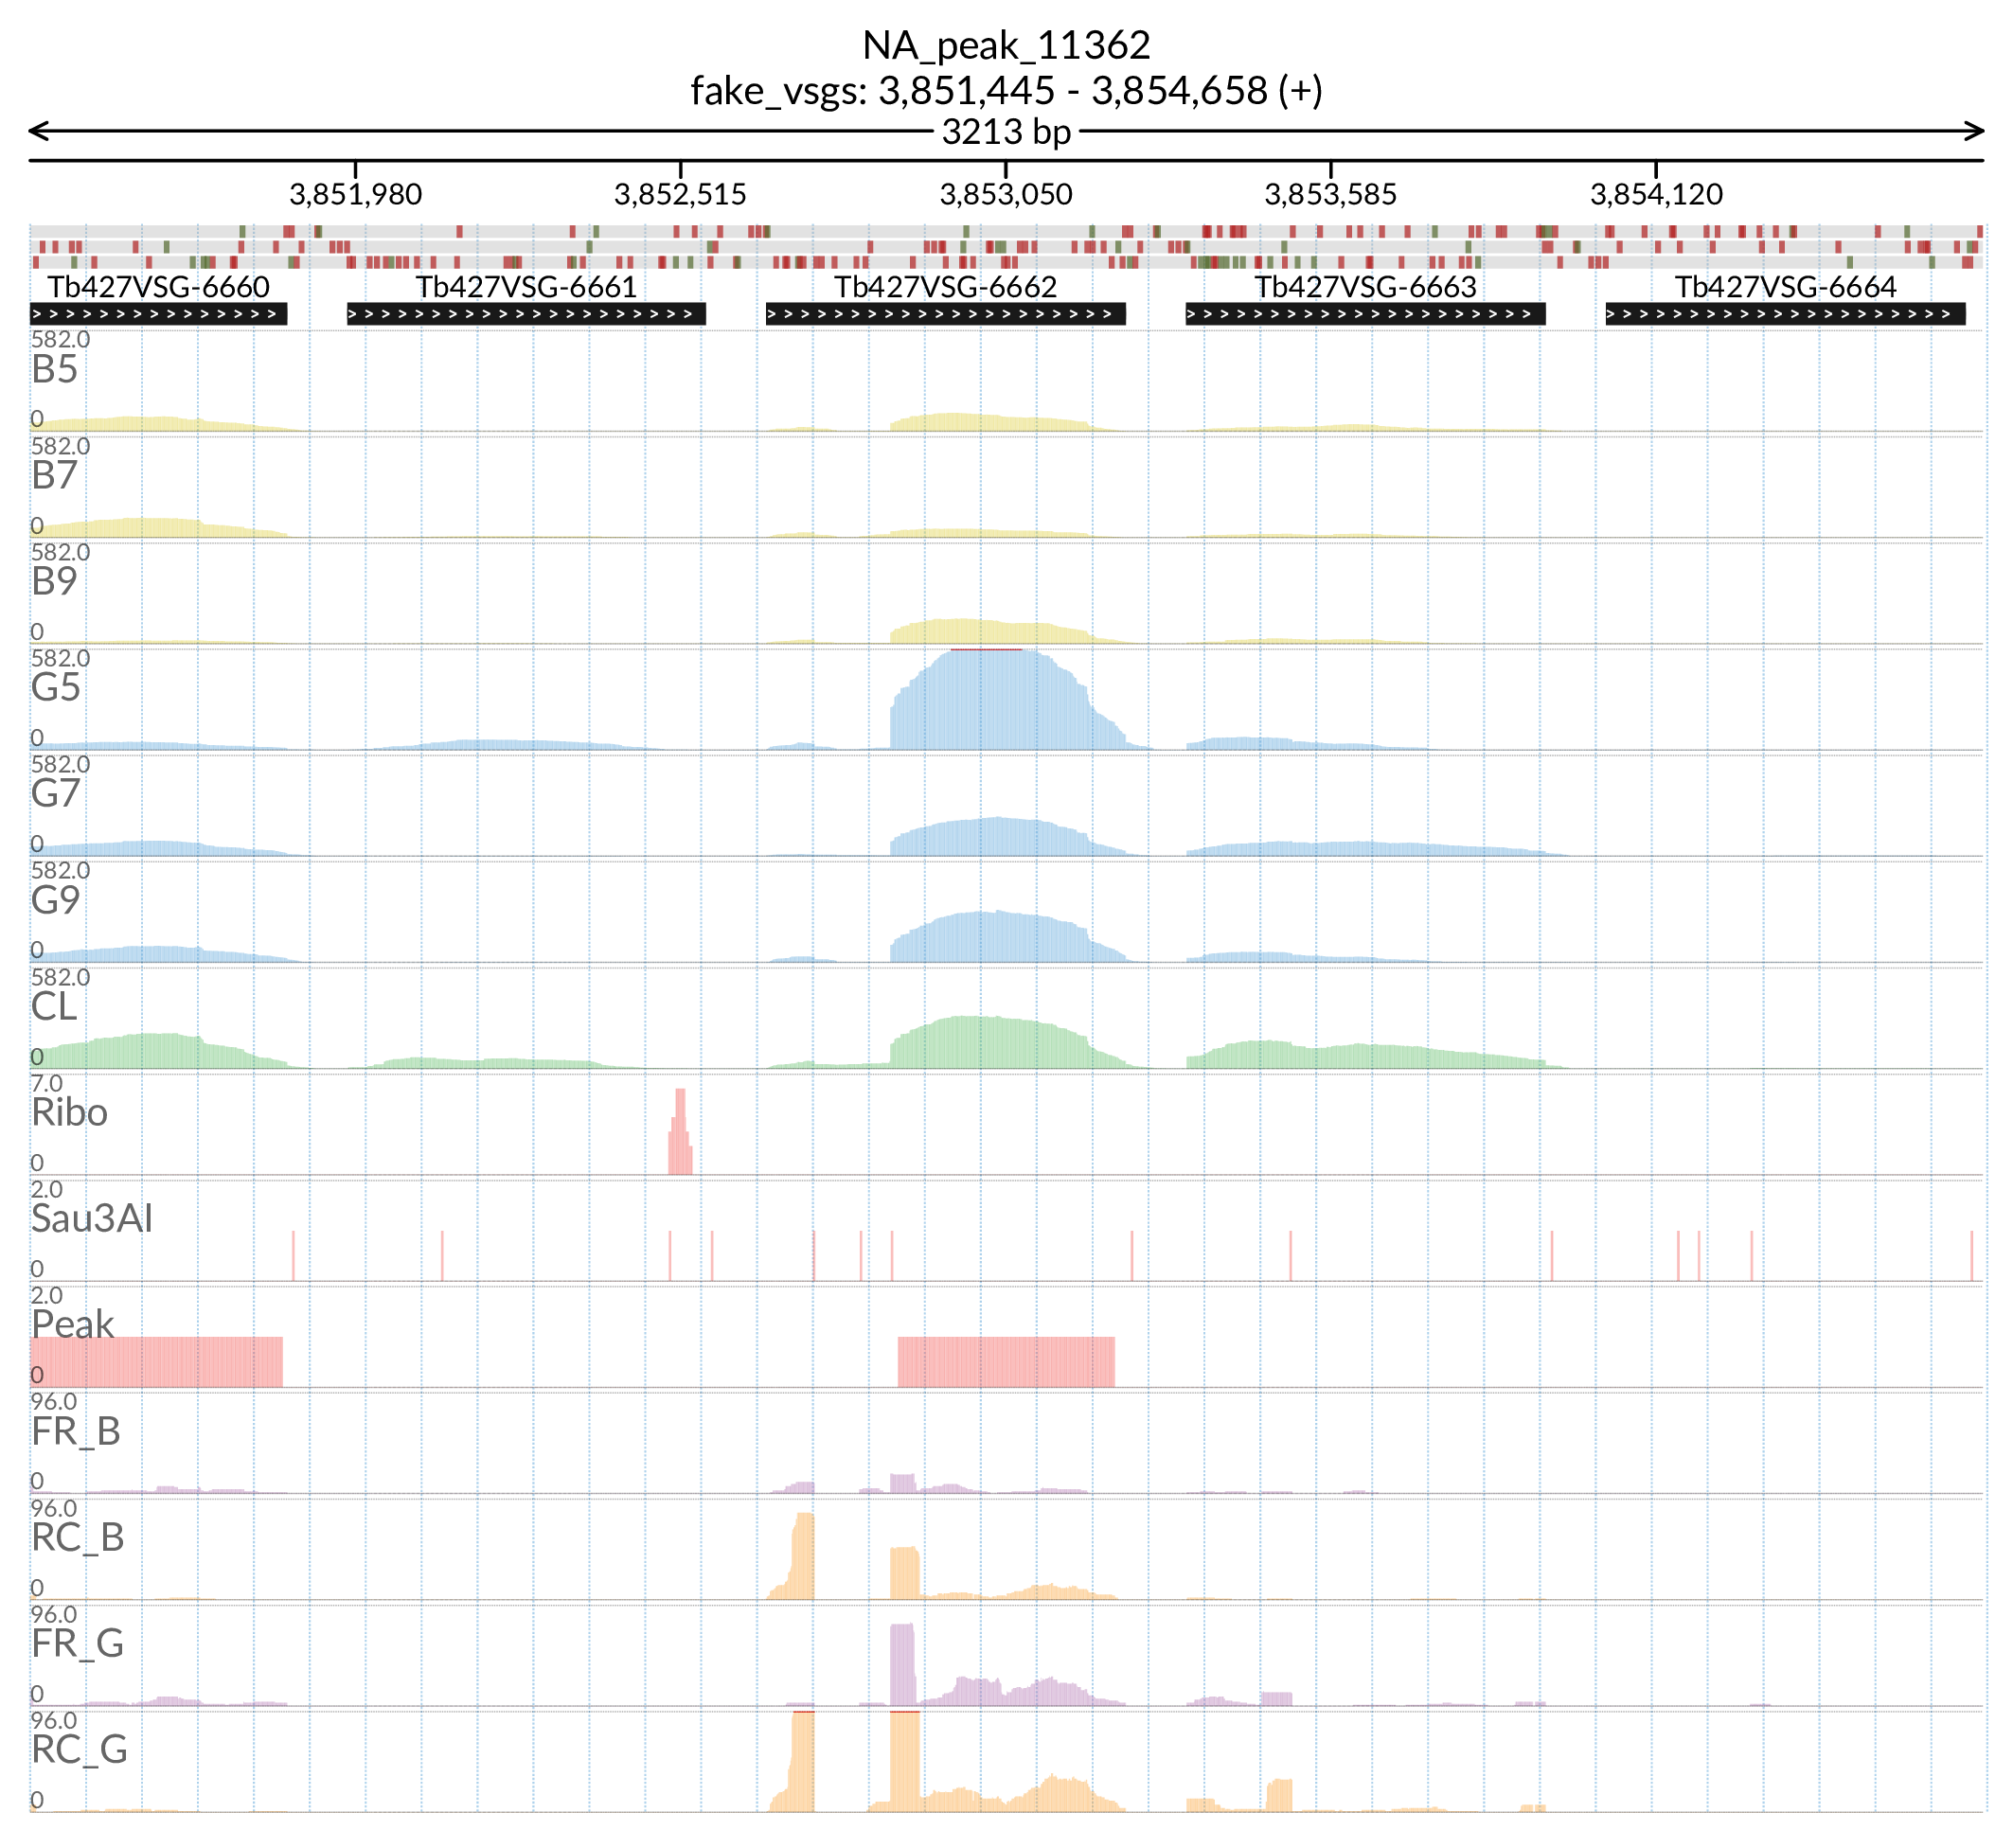 NA_peak_11362
fake_vsgs: 3,851,445 - 3,854,658 (+)
3213 bp
3,851,980 3,852,515 3,853,050 3,853,585 3,854,120
Tb427VSG-6660 Tb427VSG-6661 Tb427VSG-6662 Tb427VSG-6663 Tb427VSG-6664
582.0
B5
0
582.0
B7
0
582.0
B9
0
582.0
G5
0
582.0
G7
0
582.0
G9
0
582.0
CL
0
7.0
Ribo
0
2.0
Sau3AI
0
2.0
Peak
0
96.0
FR_B
0
96.0
RC_B
0
96.0
FR_G
0
96.0
RC_G
0